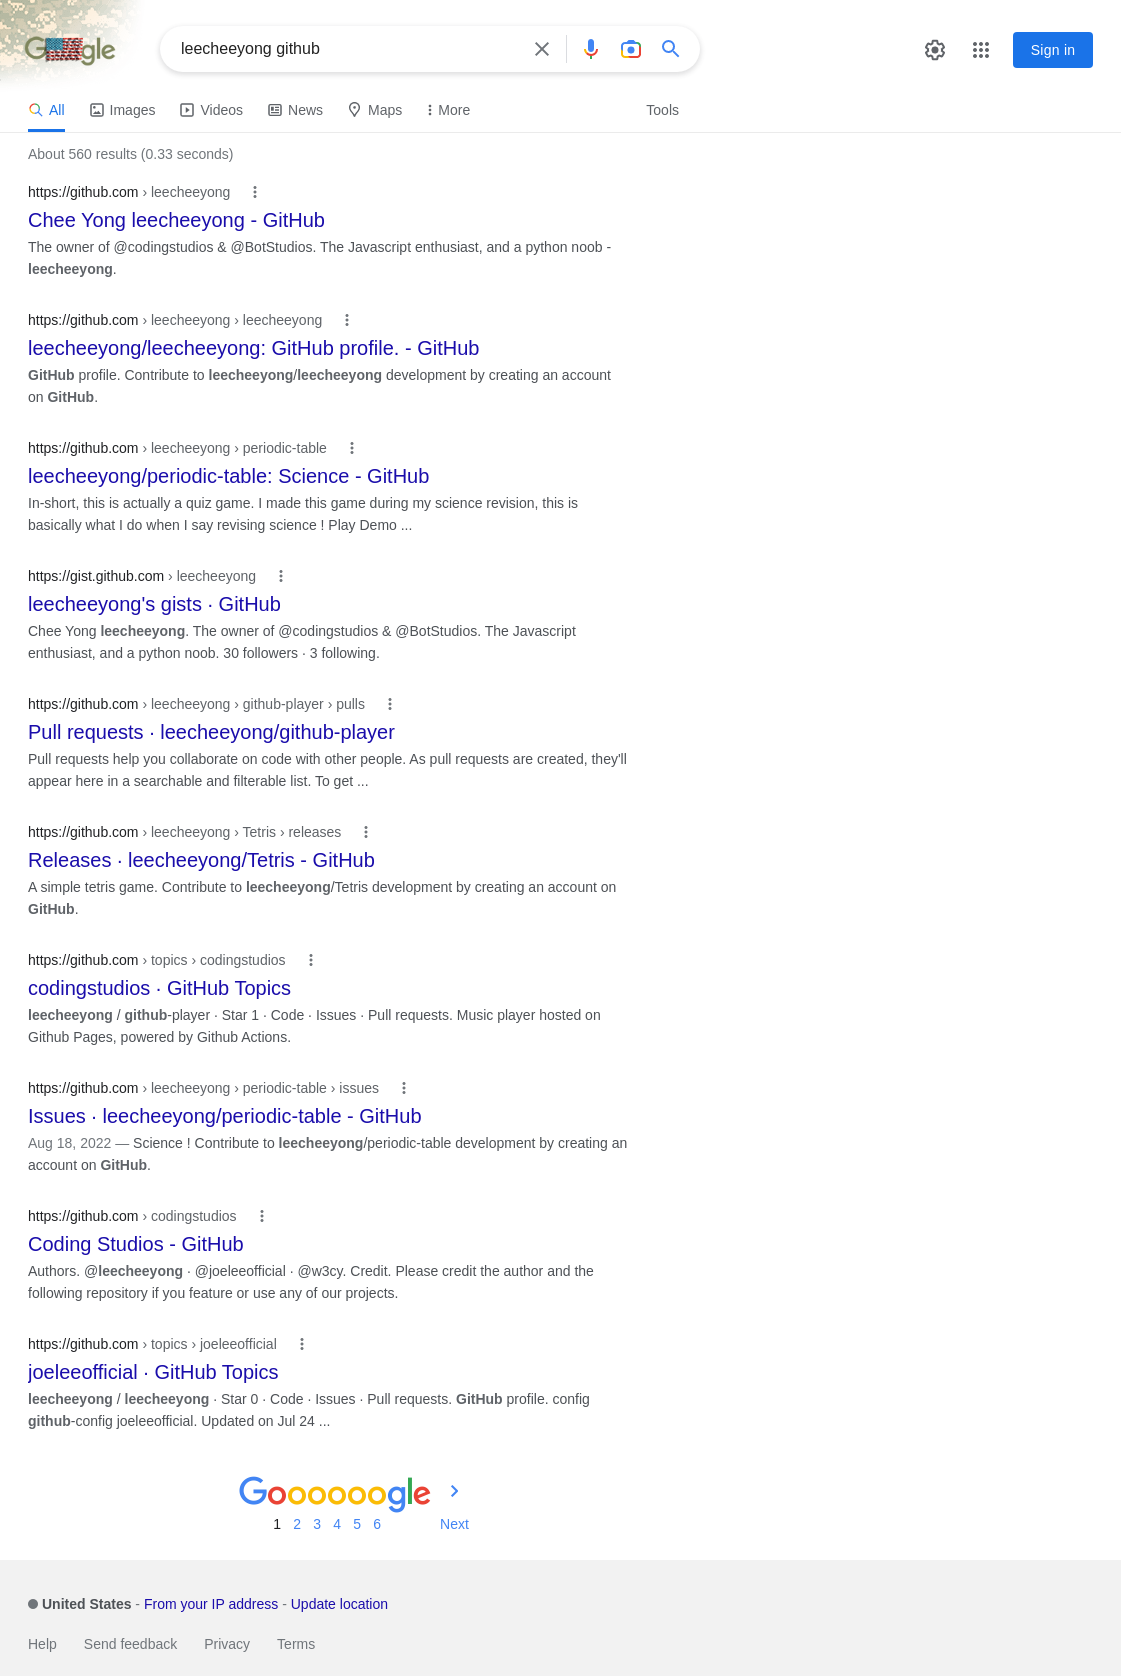 Google
leecheeyong github
Sign in
All Images Videos News Maps More Tools
About 560 results (0.33 seconds)
https://github.com › leecheeyong
Chee Yong leecheeyong - GitHub
The owner of @codingstudios & @BotStudios. The Javascript enthusiast, and a python noob -
leecheeyong.
https://github.com › leecheeyong › leecheeyong
leecheeyong/leecheeyong: GitHub profile. - GitHub
GitHub profile. Contribute to leecheeyong/leecheeyong development by creating an account
on GitHub.
https://github.com › leecheeyong › periodic-table
leecheeyong/periodic-table: Science - GitHub
In-short, this is actually a quiz game. I made this game during my science revision, this is
basically what I do when I say revising science ! Play Demo ...
https://gist.github.com › leecheeyong
leecheeyong's gists · GitHub
Chee Yong leecheeyong. The owner of @codingstudios & @BotStudios. The Javascript
enthusiast, and a python noob. 30 followers · 3 following.
https://github.com › leecheeyong › github-player › pulls
Pull requests · leecheeyong/github-player
Pull requests help you collaborate on code with other people. As pull requests are created, they'll
appear here in a searchable and filterable list. To get ...
https://github.com › leecheeyong › Tetris › releases
Releases · leecheeyong/Tetris - GitHub
A simple tetris game. Contribute to leecheeyong/Tetris development by creating an account on
GitHub.
https://github.com › topics › codingstudios
codingstudios · GitHub Topics
leecheeyong / github-player · Star 1 · Code · Issues · Pull requests. Music player hosted on
Github Pages, powered by Github Actions.
https://github.com › leecheeyong › periodic-table › issues
Issues · leecheeyong/periodic-table - GitHub
Aug 18, 2022 — Science ! Contribute to leecheeyong/periodic-table development by creating an
account on GitHub.
https://github.com › codingstudios
Coding Studios - GitHub
Authors. @leecheeyong · @joeleeofficial · @w3cy. Credit. Please credit the author and the
following repository if you feature or use any of our projects.
https://github.com › topics › joeleeofficial
joeleeofficial · GitHub Topics
leecheeyong / leecheeyong · Star 0 · Code · Issues · Pull requests. GitHub profile. config
github-config joeleeofficial. Updated on Jul 24 ...
Goooooogle
1 2 3 4 5 6 Next
United States - From your IP address - Update location
Help Send feedback Privacy Terms